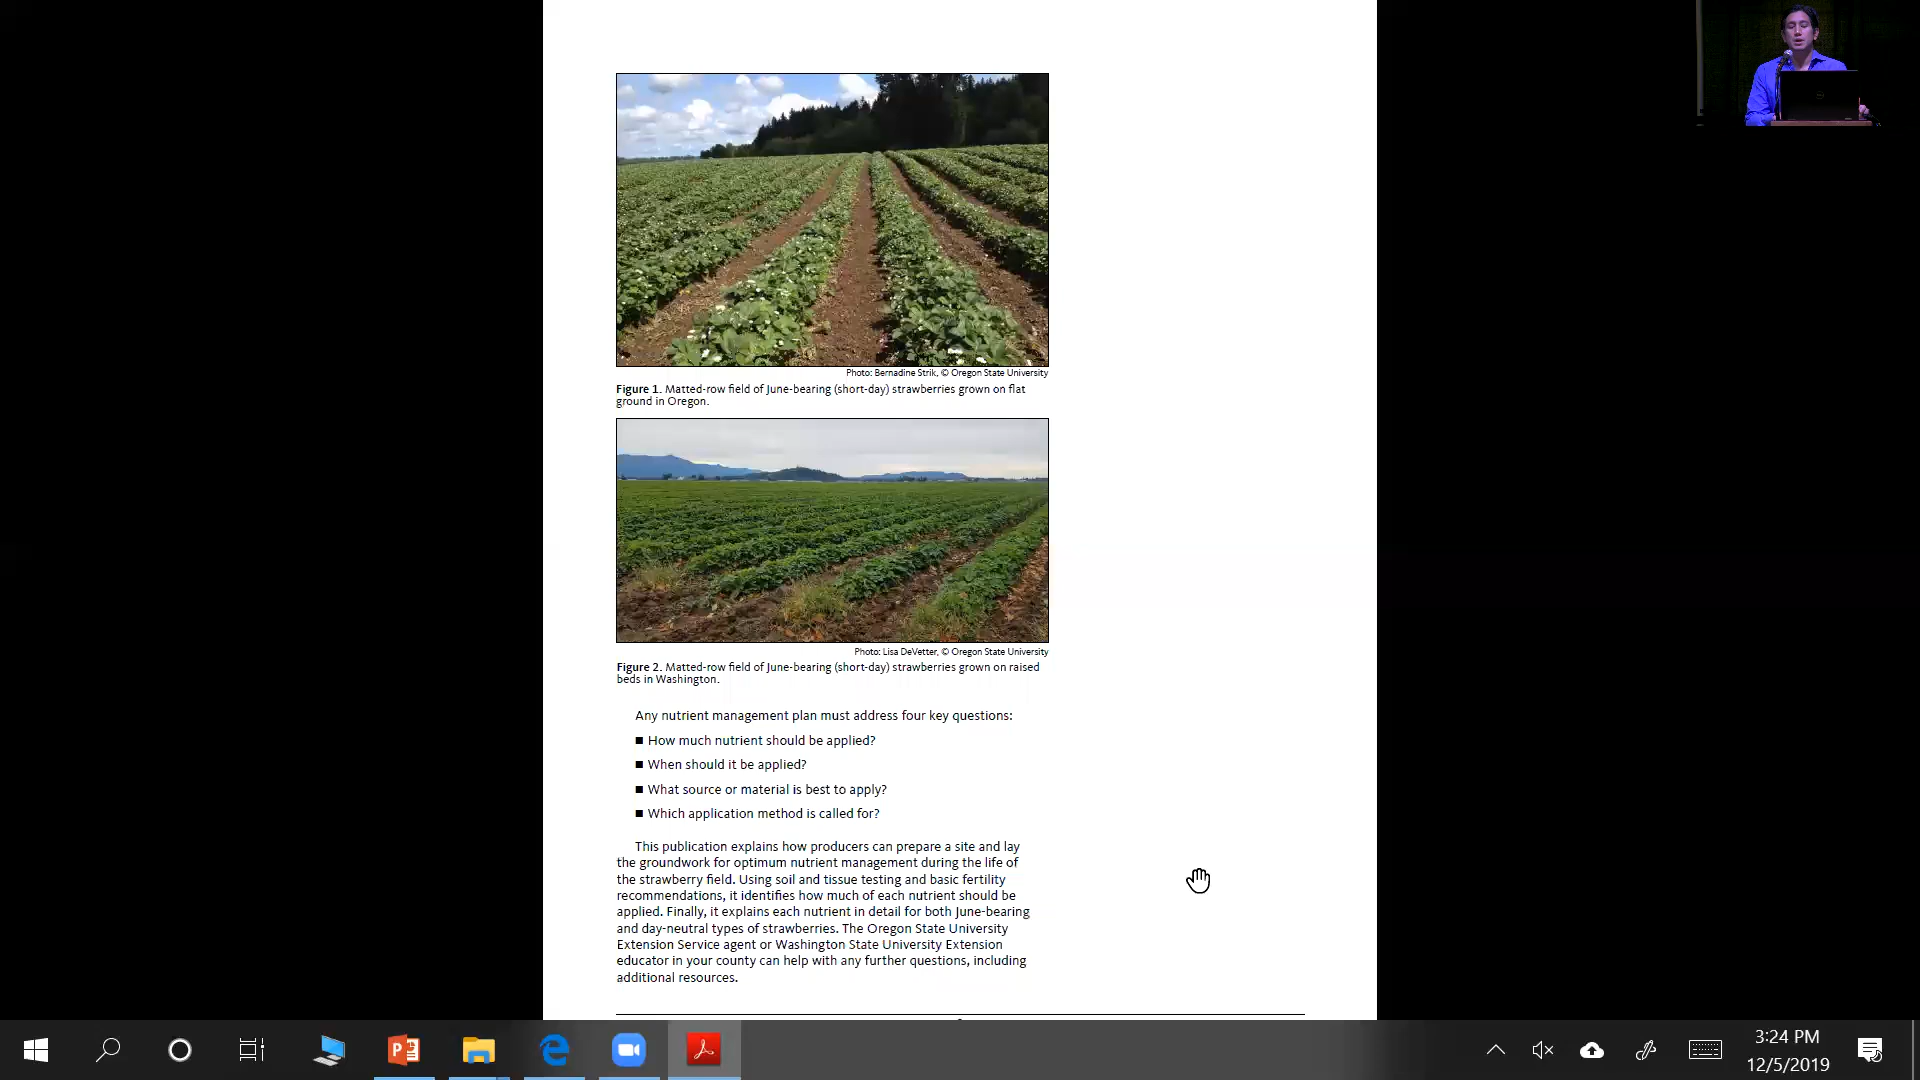 Photo: Bernadine Strik, © Oregon State University
Figure 1. Matted-row field of June-bearing (short-day) strawberries grown on flat
ground in Oregon.
Photo: Lisa DeVetter, © Oregon State University
Figure 2. Matted-row field of June-bearing (short-day) strawberries grown on raised
beds in Washington.
Any nutrient management plan must address four key questions:
■ How much nutrient should be applied?
■ When should it be applied?
■ What source or material is best to apply?
■ Which application method is called for?
This publication explains how producers can prepare a site and lay
the groundwork for optimum nutrient management during the life of
the strawberry field. Using soil and tissue testing and basic fertility
recommendations, it identifies how much of each nutrient should be
applied. Finally, it explains each nutrient in detail for both June-bearing
and day-neutral types of strawberries. The Oregon State University
Extension Service agent or Washington State University Extension
educator in your county can help with any further questions, including
additional resources.
3:24 PM
12/5/2019